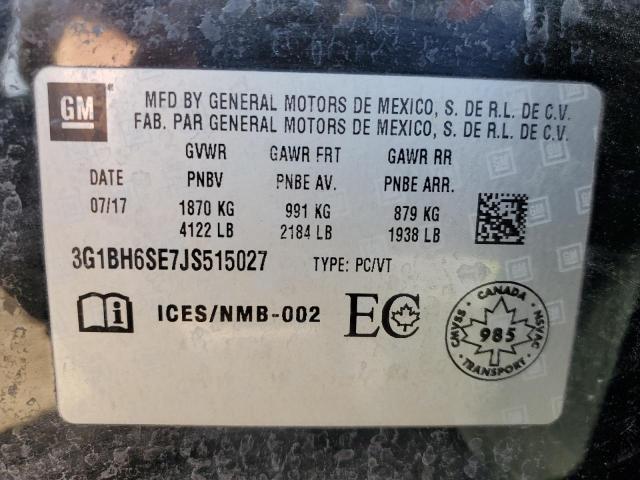 GM
MFD BY GENERAL MOTORS DE MEXICO, S. DE R.L. DE C.V.
FAB. PAR GENERAL MOTORS DE MEXICO, S. DE R.L. DE C.V.
GVWR GAWR FRT GAWR RR
DATE PNBV PNBE AV. PNBE ARR.
07/17 1870 KG 991 KG 879 KG
4122 LB 2184 LB 1938 LB
3G1BH6SE7JS515027 TYPE: PC/VT
i ICES/NMB-002 EC
CANADA
CMVSS 985 NSVAC
TRANSPORT